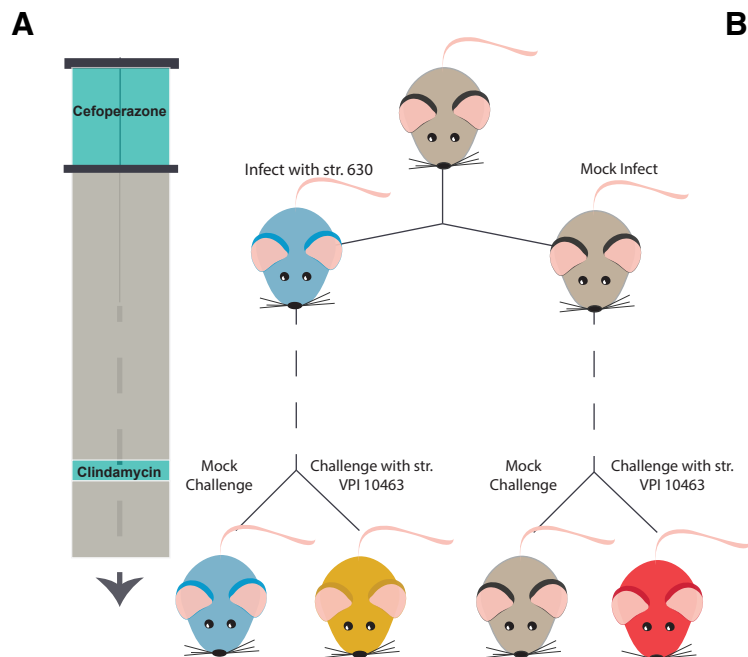 A
B
Cefoperazone
Infect with str. 630
Mock Infect
Clindamycin
Mock
Challenge
Challenge with str.
VPI 10463
Mock
Challenge
Challenge with str.
VPI 10463